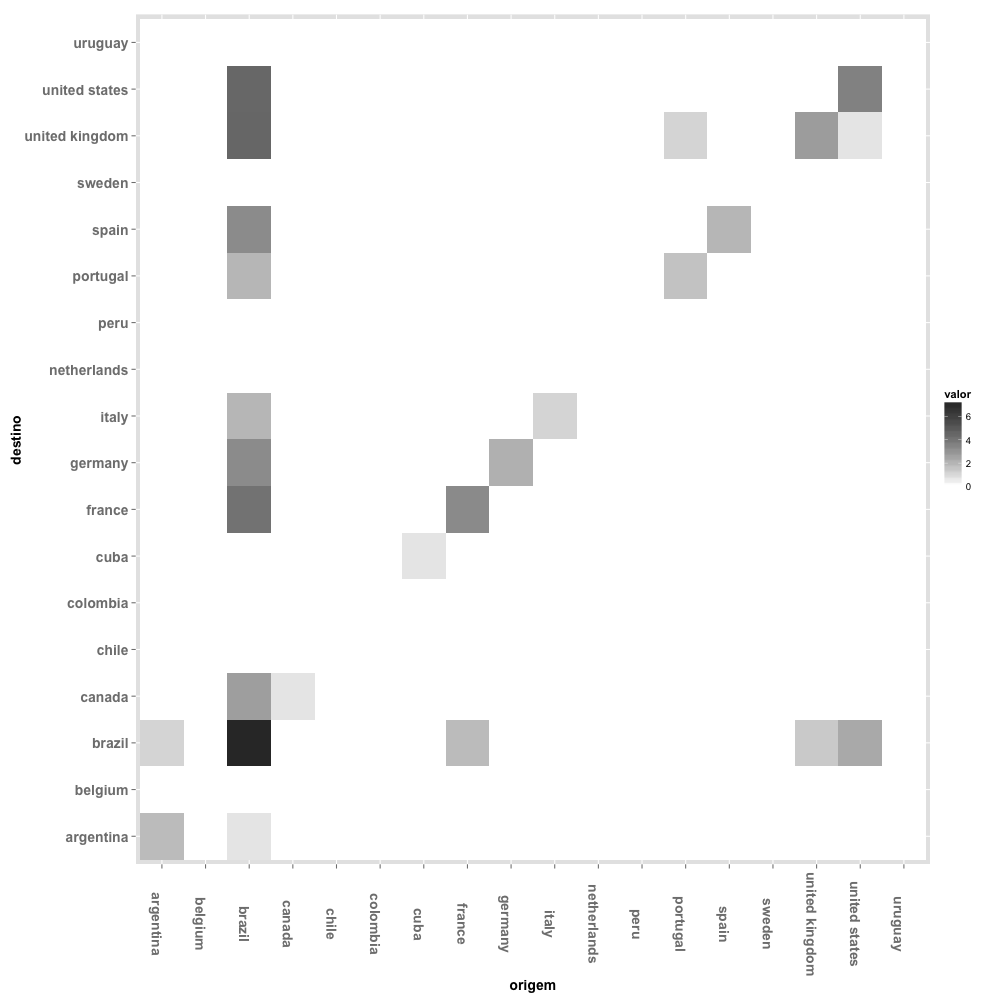 uruguay
united states
united kingdom
sweden
spain
portugal
peru
netherlands
italy
germany
france
cuba
colombia
chile
canada
brazil
belgium
argentina
destino
argentina
belgium
brazil
canada
chile
colombia
cuba
france
germany
italy
netherlands
peru
portugal
spain
sweden
united kingdom
united states
uruguay
origem
valor
6
4
2
0